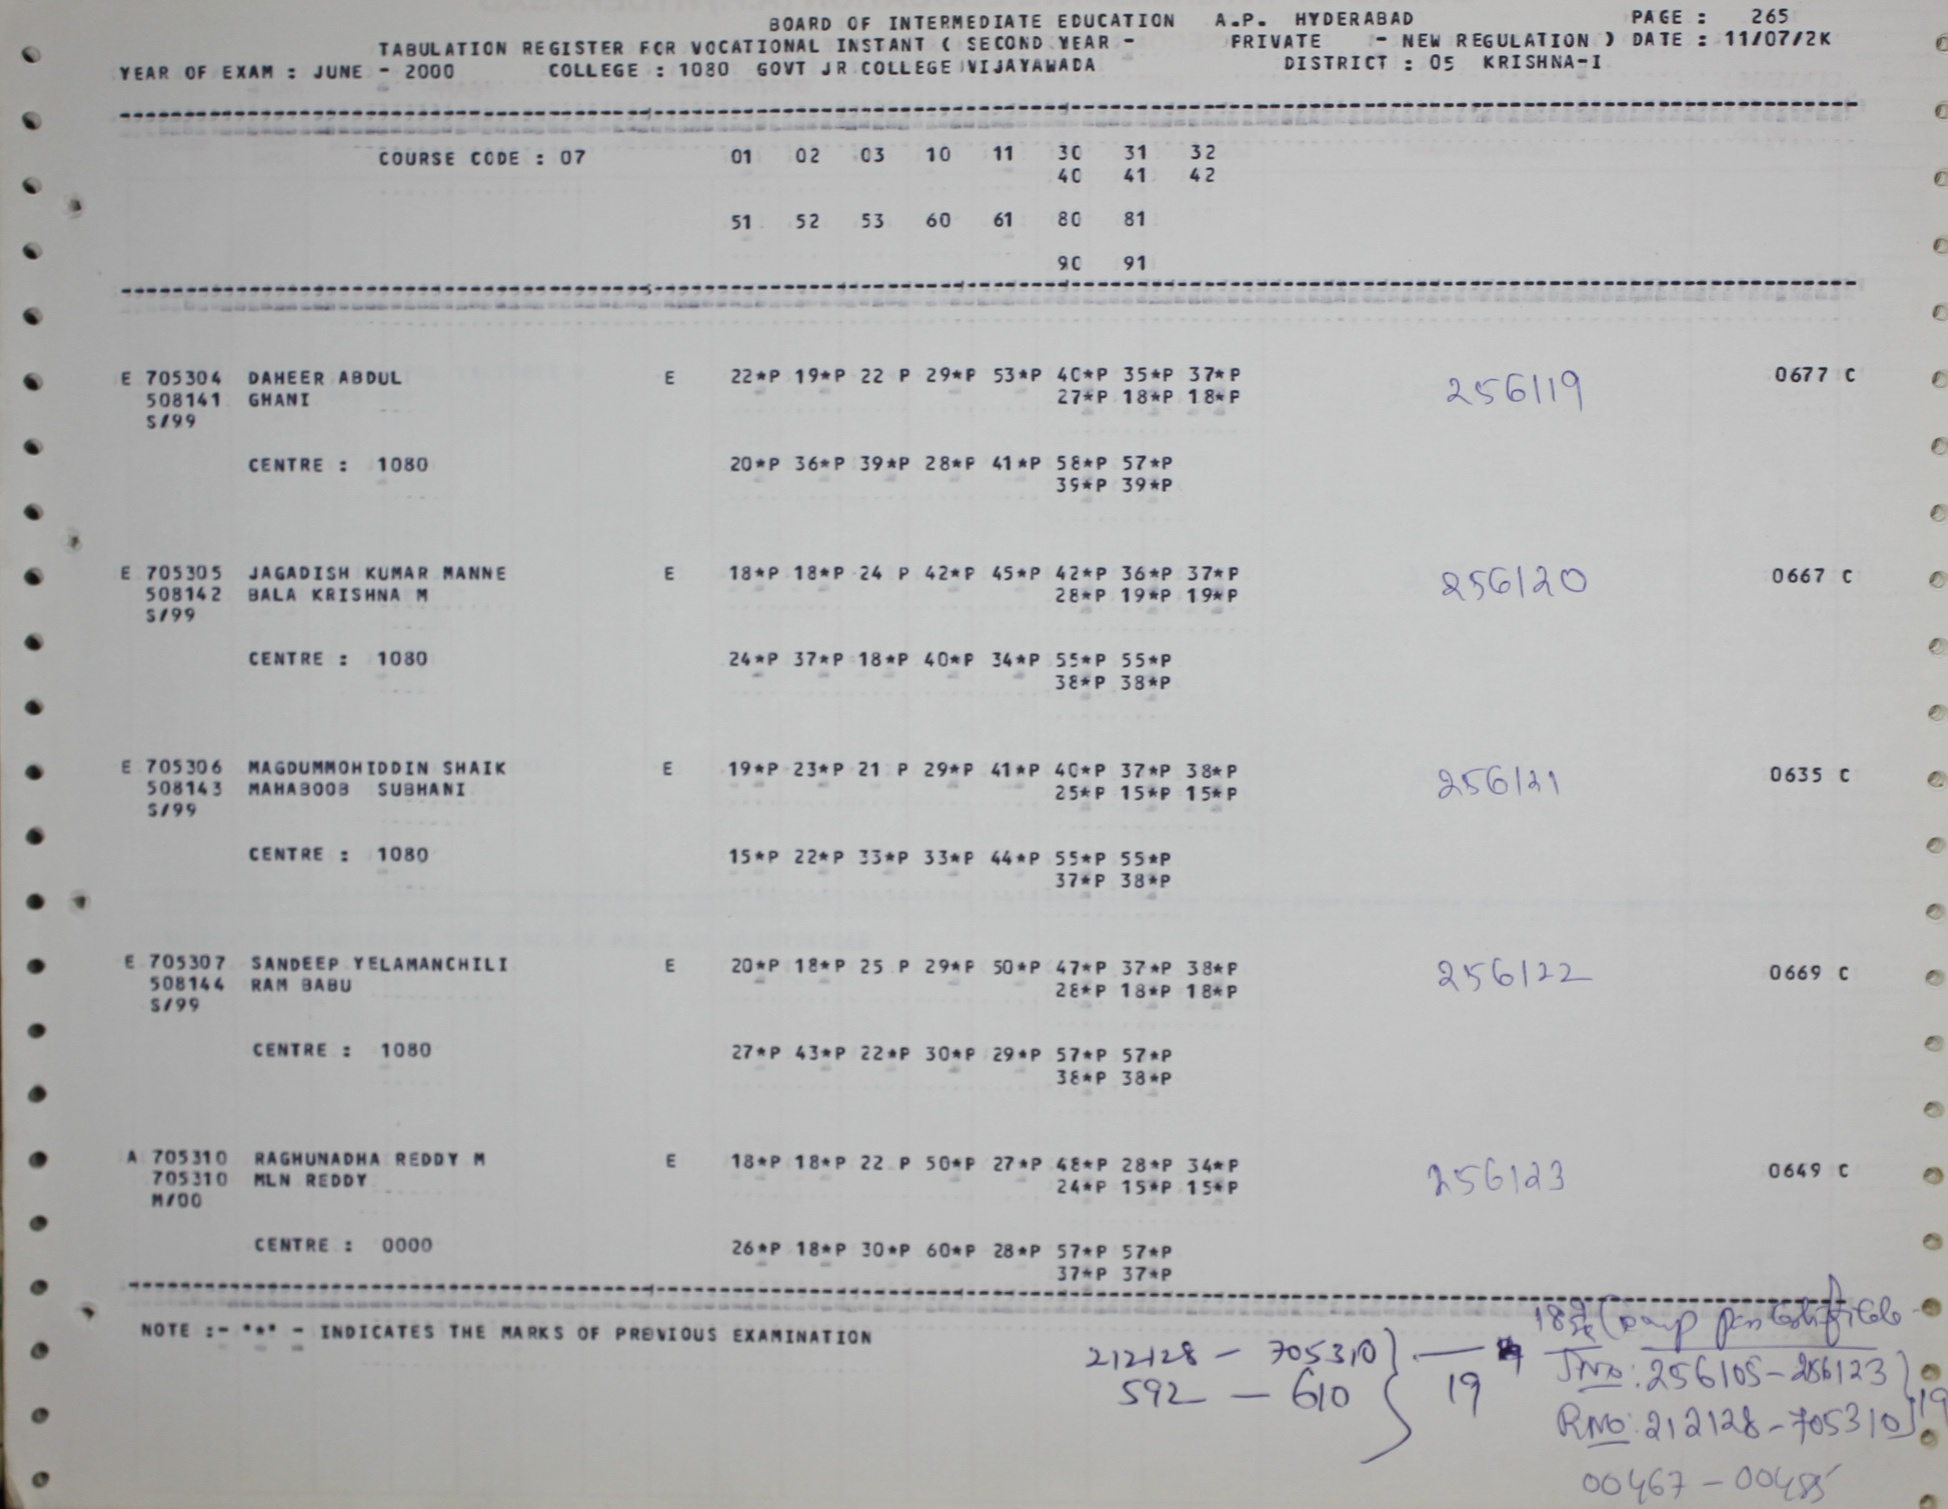 BOARD OF INTERMEDIATE EDUCATION A.P. HYDERABAD PAGE : 265
TABULATION REGISTER FOR VOCATIONAL INSTANT ( SECOND YEAR - PRIVATE - NEW REGULATION ) DATE : 11/07/2K
YEAR OF EXAM : JUNE - 2000 COLLEGE : 1080 GOVT JR COLLEGE VIJAYAWADA DISTRICT : 05 KRISHNA-I
COURSE CODE : 07 01 02 03 10 11 30 31 32
40 41 42
51 52 53 60 61 80 81
90 91
E 705304 DAHEER ABDUL E 22*P 19*P 22 P 29*P 53*P 40*P 35*P 37*P 256119 0677 C
508141 GHANI 27*P 18*P 18*P
S/99
CENTRE : 1080 20*P 36*P 39*P 28*P 41*P 58*P 57*P
39*P 39*P
E 705305 JAGADISH KUMAR MANNE E 18*P 18*P 24 P 42*P 45*P 42*P 36*P 37*P 256120 0667 C
508142 BALA KRISHNA M 28*P 19*P 19*P
S/99
CENTRE : 1080 24*P 37*P 18*P 40*P 34*P 55*P 55*P
38*P 38*P
E 705306 MAGDUMMOHIDDIN SHAIK E 19*P 23*P 21 P 29*P 41*P 40*P 37*P 38*P 256121 0635 C
508143 MAHABOOB SUBHANI 25*P 15*P 15*P
S/99
CENTRE : 1080 15*P 22*P 33*P 33*P 44*P 55*P 55*P
37*P 38*P
E 705307 SANDEEP YELAMANCHILI E 20*P 18*P 25 P 29*P 50*P 47*P 37*P 38*P 256122 0669 C
508144 RAM BABU 28*P 18*P 18*P
S/99
CENTRE : 1080 27*P 43*P 22*P 30*P 29*P 57*P 57*P
38*P 38*P
A 705310 RAGHUNADHA REDDY M E 18*P 18*P 22 P 50*P 27*P 48*P 28*P 34*P 256123 0649 C
705310 MLN REDDY 24*P 15*P 15*P
M/00
CENTRE : 0000 26*P 18*P 30*P 60*P 28*P 57*P 57*P
37*P 37*P
NOTE :- "*" - INDICATES THE MARKS OF PREVIOUS EXAMINATION
212128 - 705310 } — 19
592 — 610
SNo: 256105 - 256123 } 19
RNo: 212128 - 705310
00467 - 00485